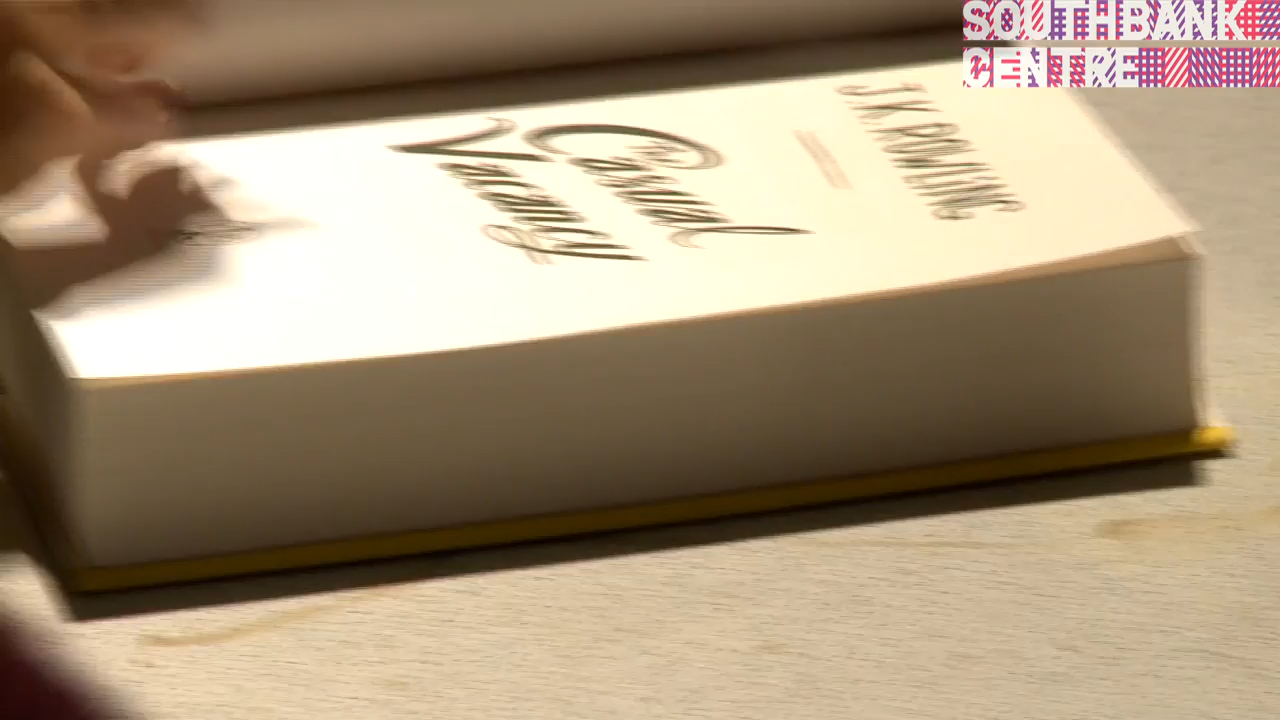 SOUTHBANK
CENTRE
J.K. ROWLING
The
Casual
Vacancy